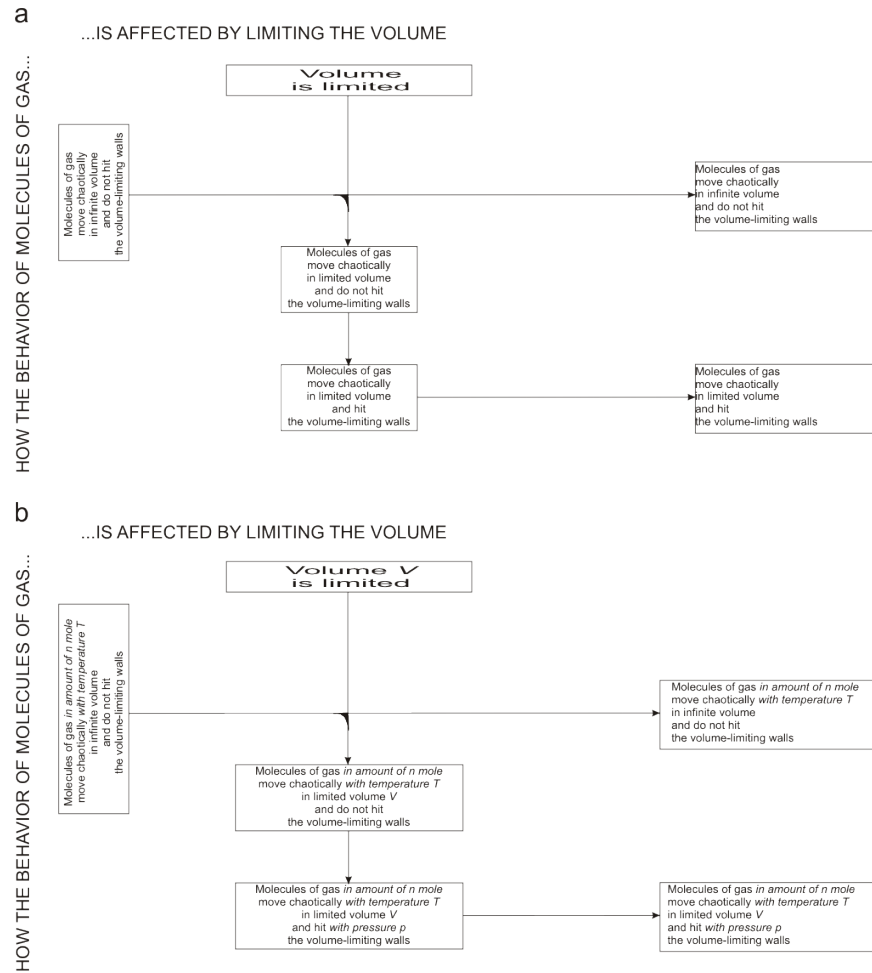 a
...IS AFFECTED BY LIMITING THE VOLUME
HOW THE BEHAVIOR OF MOLECULES OF GAS...
Volume
is limited
Molecules of gas
move chaotically
in infinite volume
and do not hit
the volume-limiting walls
Molecules of gas
move chaotically
in infinite volume
and do not hit
the volume-limiting walls
Molecules of gas
move chaotically
in limited volume
and do not hit
the volume-limiting walls
Molecules of gas
move chaotically
in limited volume
and hit
the volume-limiting walls
Molecules of gas
move chaotically
in limited volume
and hit
the volume-limiting walls
b
...IS AFFECTED BY LIMITING THE VOLUME
HOW THE BEHAVIOR OF MOLECULES OF GAS...
Volume V
is limited
Molecules of gas in amount of n mole
move chaotically with temperature T
in infinite volume
and do not hit
the volume-limiting walls
Molecules of gas in amount of n mole
move chaotically with temperature T
in infinite volume
and do not hit
the volume-limiting walls
Molecules of gas in amount of n mole
move chaotically with temperature T
in limited volume V
and do not hit
the volume-limiting walls
Molecules of gas in amount of n mole
move chaotically with temperature T
in limited volume V
and hit with pressure p
the volume-limiting walls
Molecules of gas in amount of n mole
move chaotically with temperature T
in limited volume V
and hit with pressure p
the volume-limiting walls